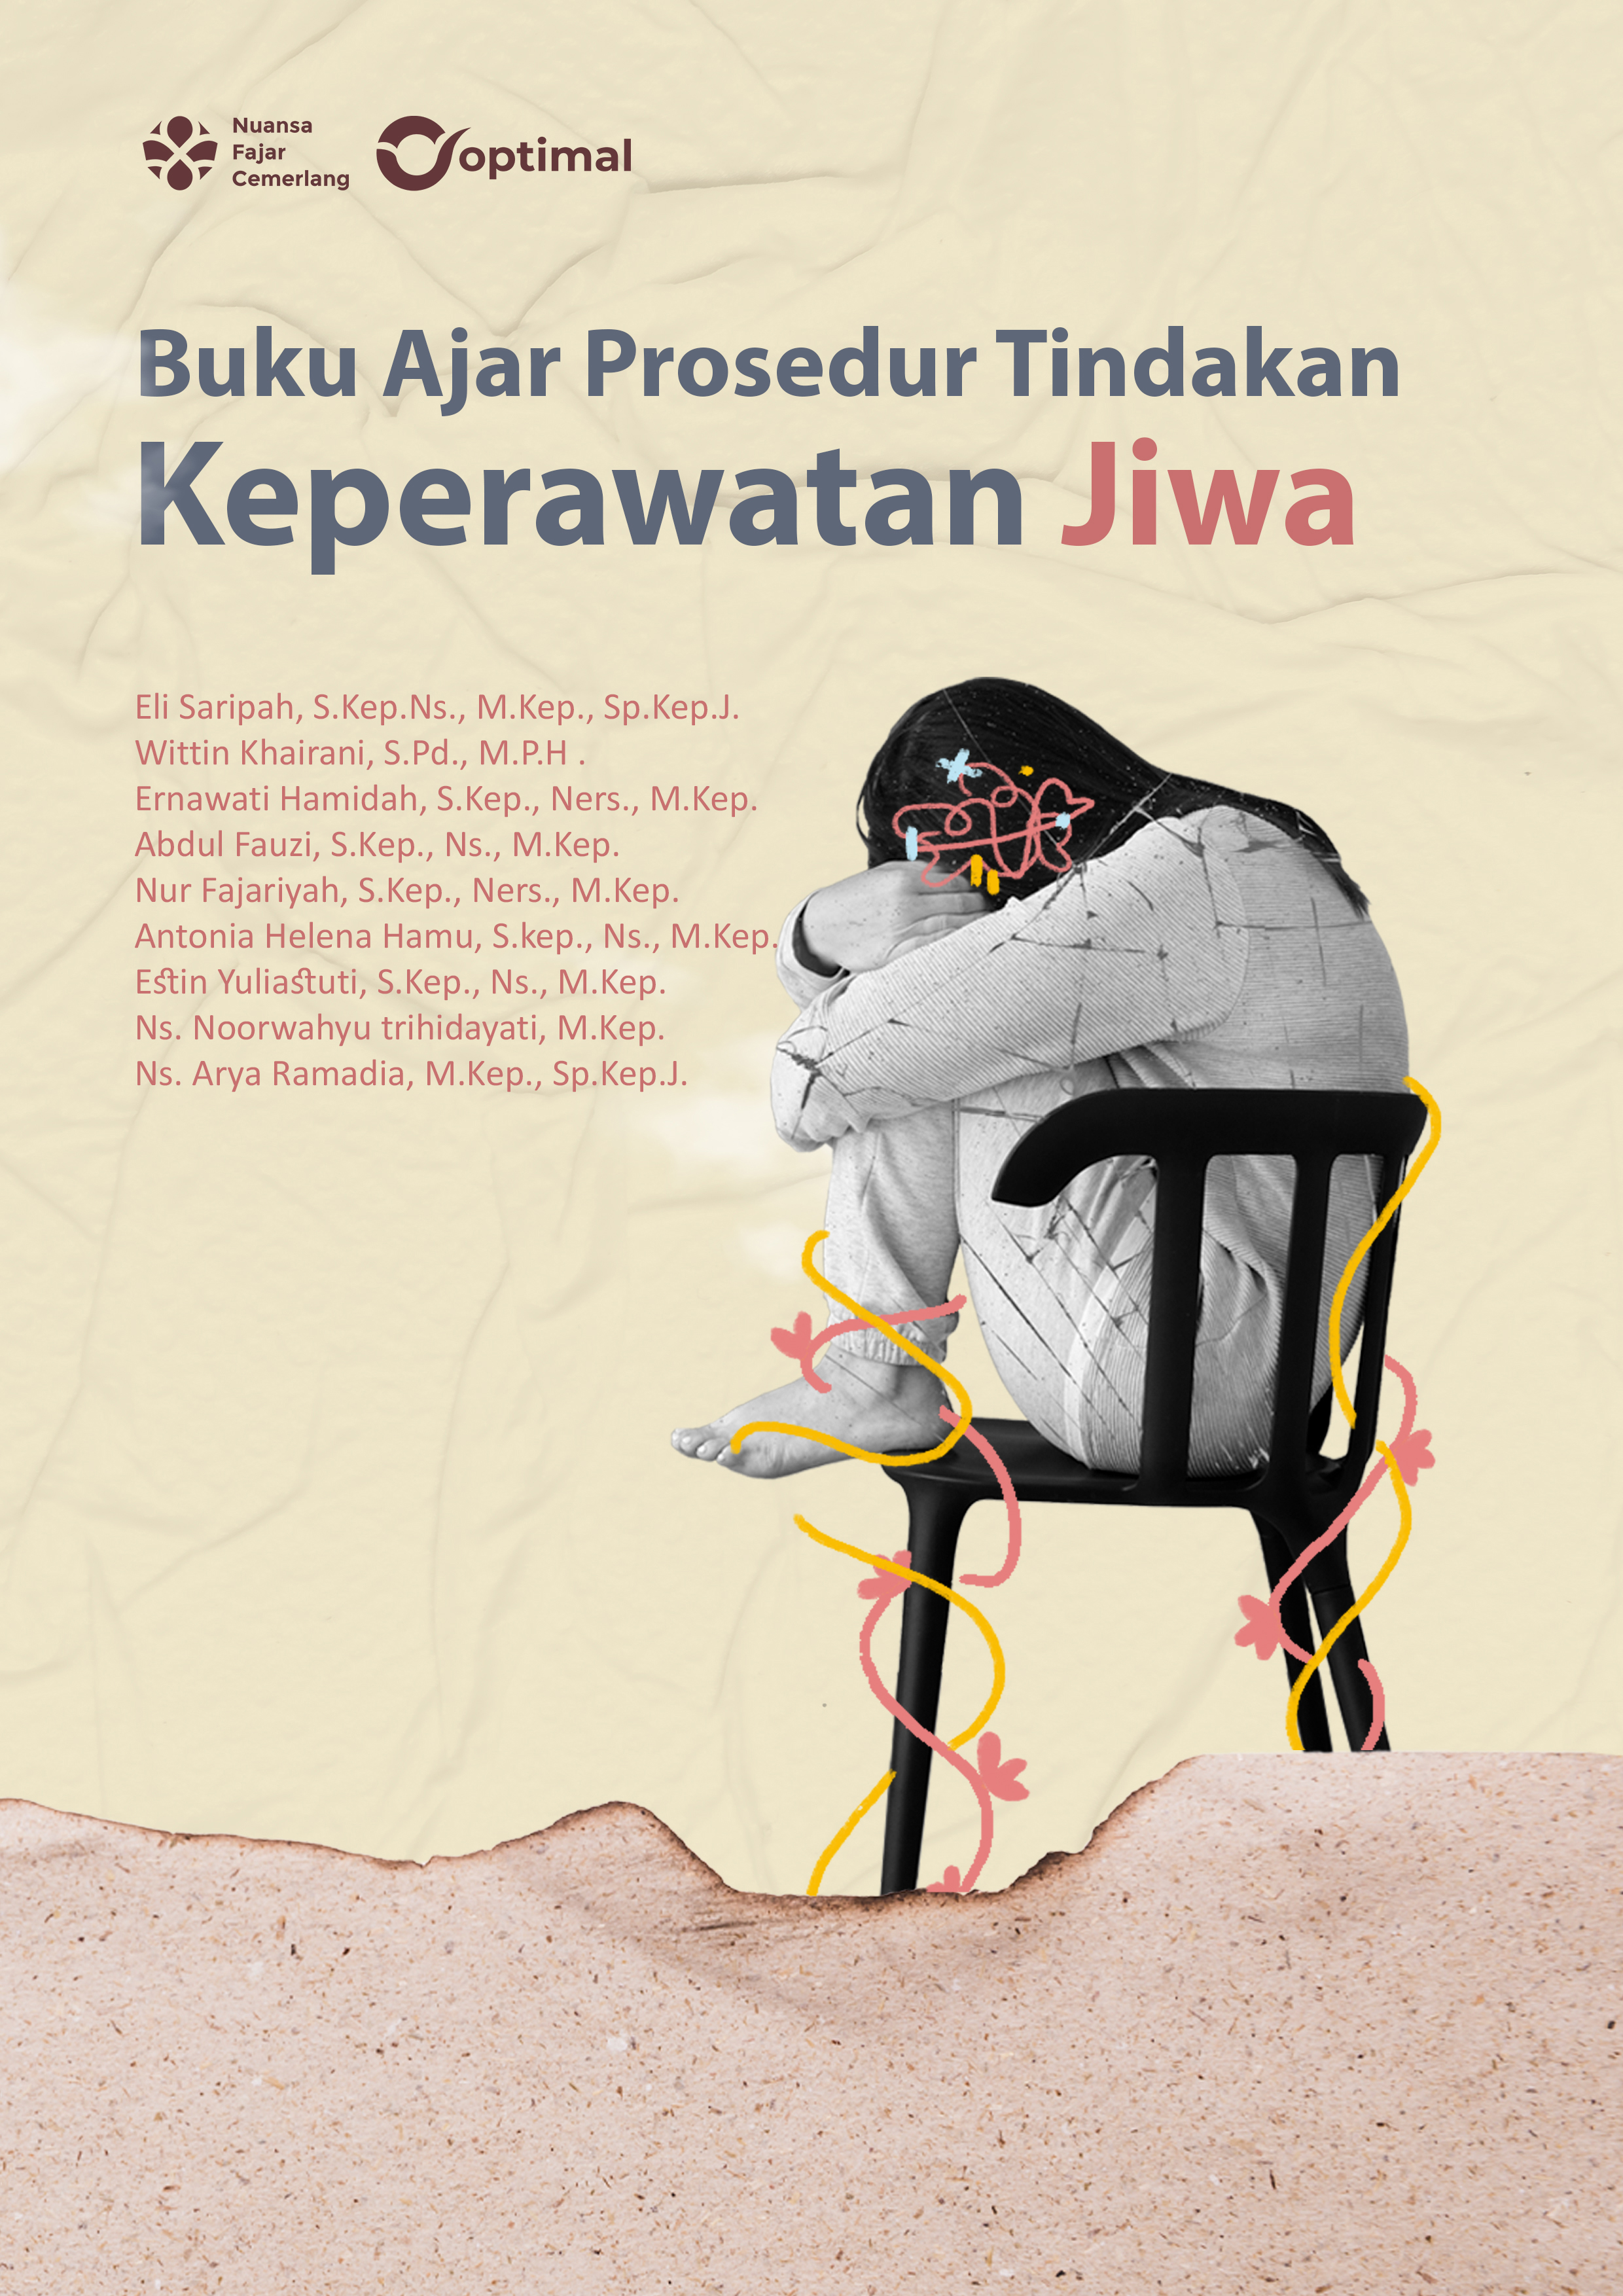 Nuansa
Fajar
Cemerlang
optimal
Buku Ajar Prosedur Tindakan
Keperawatan Jiwa
Eli Saripah, S.Kep.Ns., M.Kep., Sp.Kep.J.
Wittin Khairani, S.Pd., M.P.H .
Ernawati Hamidah, S.Kep., Ners., M.Kep.
Abdul Fauzi, S.Kep., Ns., M.Kep.
Nur Fajariyah, S.Kep., Ners., M.Kep.
Antonia Helena Hamu, S.kep., Ns., M.Kep.
Estin Yuliastuti, S.Kep., Ns., M.Kep.
Ns. Noorwahyu trihidayati, M.Kep.
Ns. Arya Ramadia, M.Kep., Sp.Kep.J.